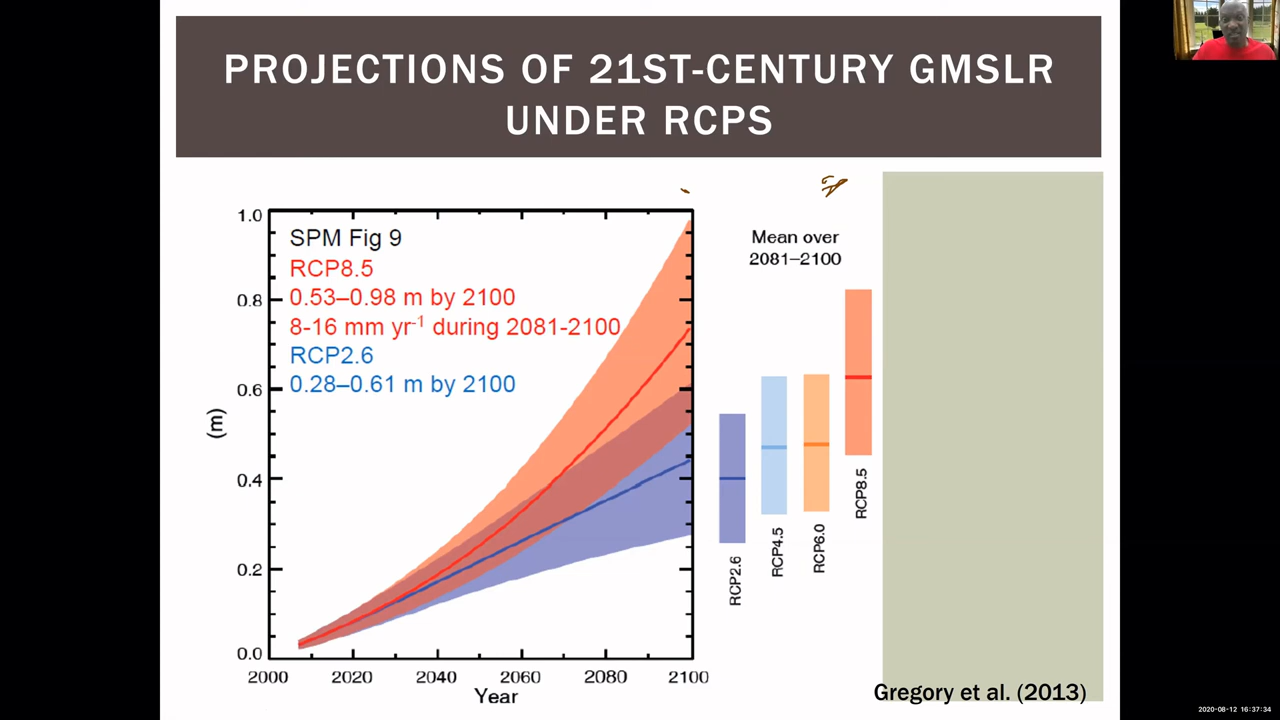 PROJECTIONS OF 21ST-CENTURY GMSLR
UNDER RCPS
SPM Fig 9
RCP8.5
0.53–0.98 m by 2100
8-16 mm yr-1 during 2081-2100
RCP2.6
0.28–0.61 m by 2100
1.0
0.8
0.6
0.4
0.2
0.0
(m)
2000 2020 2040 2060 2080 2100
Year
Mean over
2081–2100
RCP2.6
RCP4.5
RCP6.0
RCP8.5
Gregory et al. (2013)
2020-08-12 16:37:34